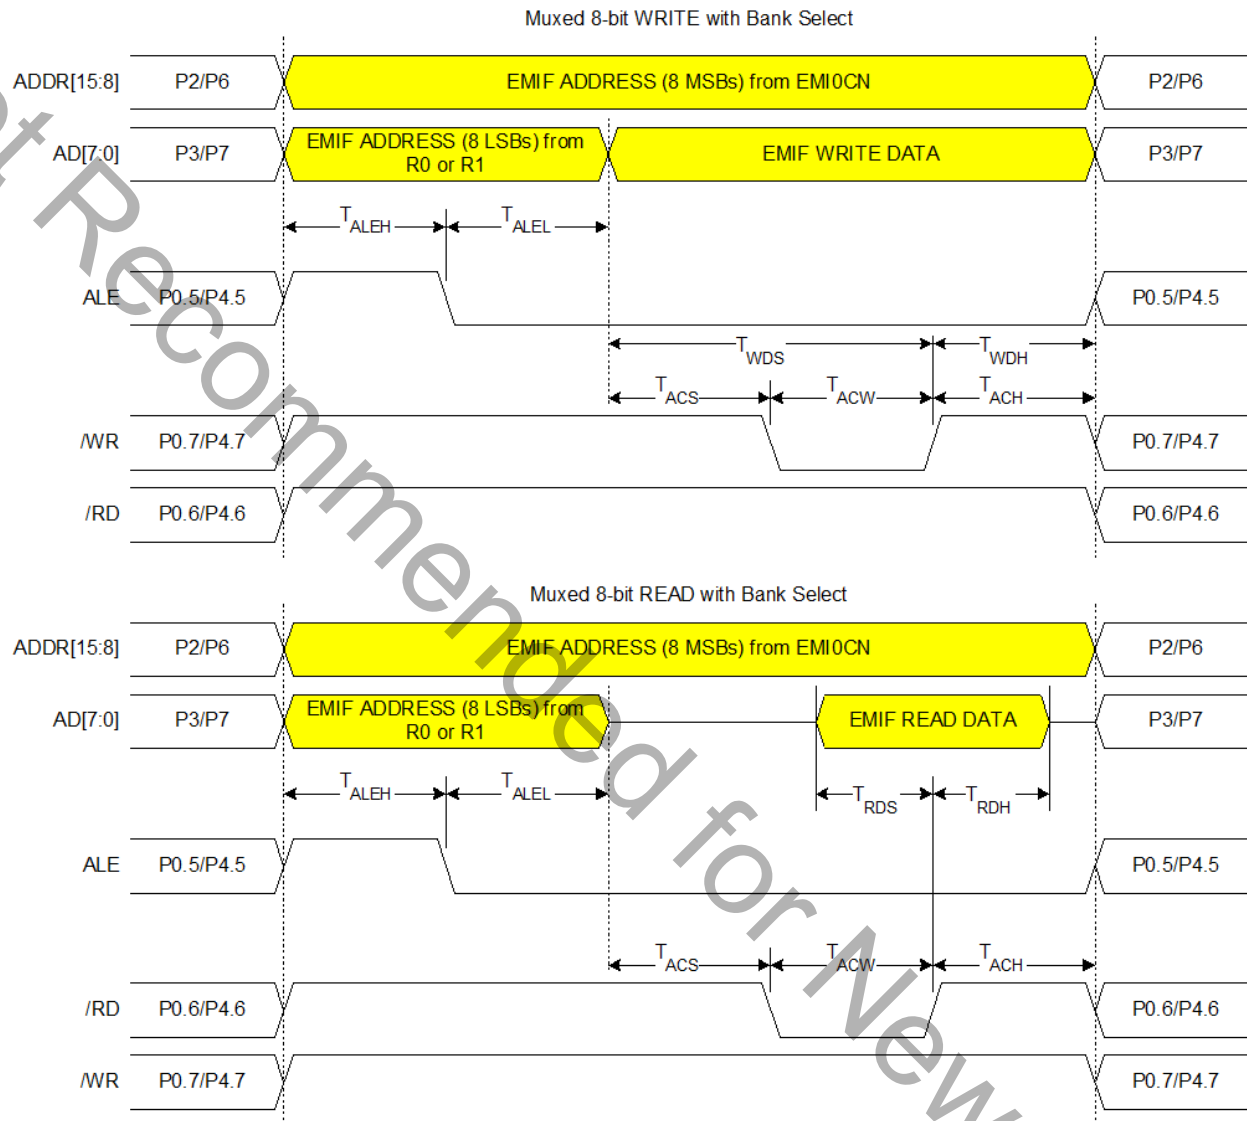 Muxed 8-bit WRITE with Bank Select
ADDR[15:8] P2/P6 EMIF ADDRESS (8 MSBs) from EMI0CN P2/P6
AD[7:0] P3/P7 EMIF ADDRESS (8 LSBs) from R0 or R1 EMIF WRITE DATA P3/P7
TALEH TALEL
ALE P0.5/P4.5 P0.5/P4.5
TWDS TWDH
TACS TACW TACH
/WR P0.7/P4.7 P0.7/P4.7
/RD P0.6/P4.6 P0.6/P4.6
Muxed 8-bit READ with Bank Select
ADDR[15:8] P2/P6 EMIF ADDRESS (8 MSBs) from EMI0CN P2/P6
AD[7:0] P3/P7 EMIF ADDRESS (8 LSBs) from R0 or R1 EMIF READ DATA P3/P7
TALEH TALEL TRDS TRDH
ALE P0.5/P4.5 P0.5/P4.5
TACS TACW TACH
/RD P0.6/P4.6 P0.6/P4.6
/WR P0.7/P4.7 P0.7/P4.7
Recommended for New